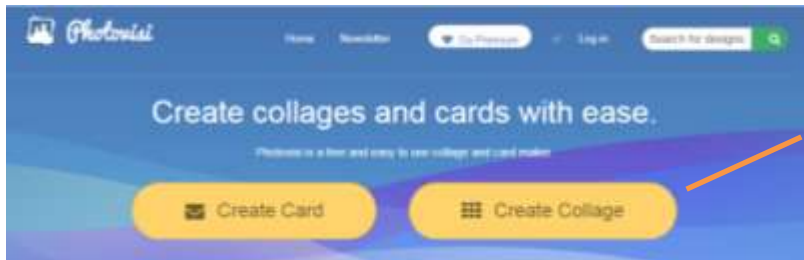 Photovisi
Home Newsletter Go Premium Log in Search for designs
Create collages and cards with ease.
Photovisi is a free and easy to use collage and card maker
Create Card Create Collage